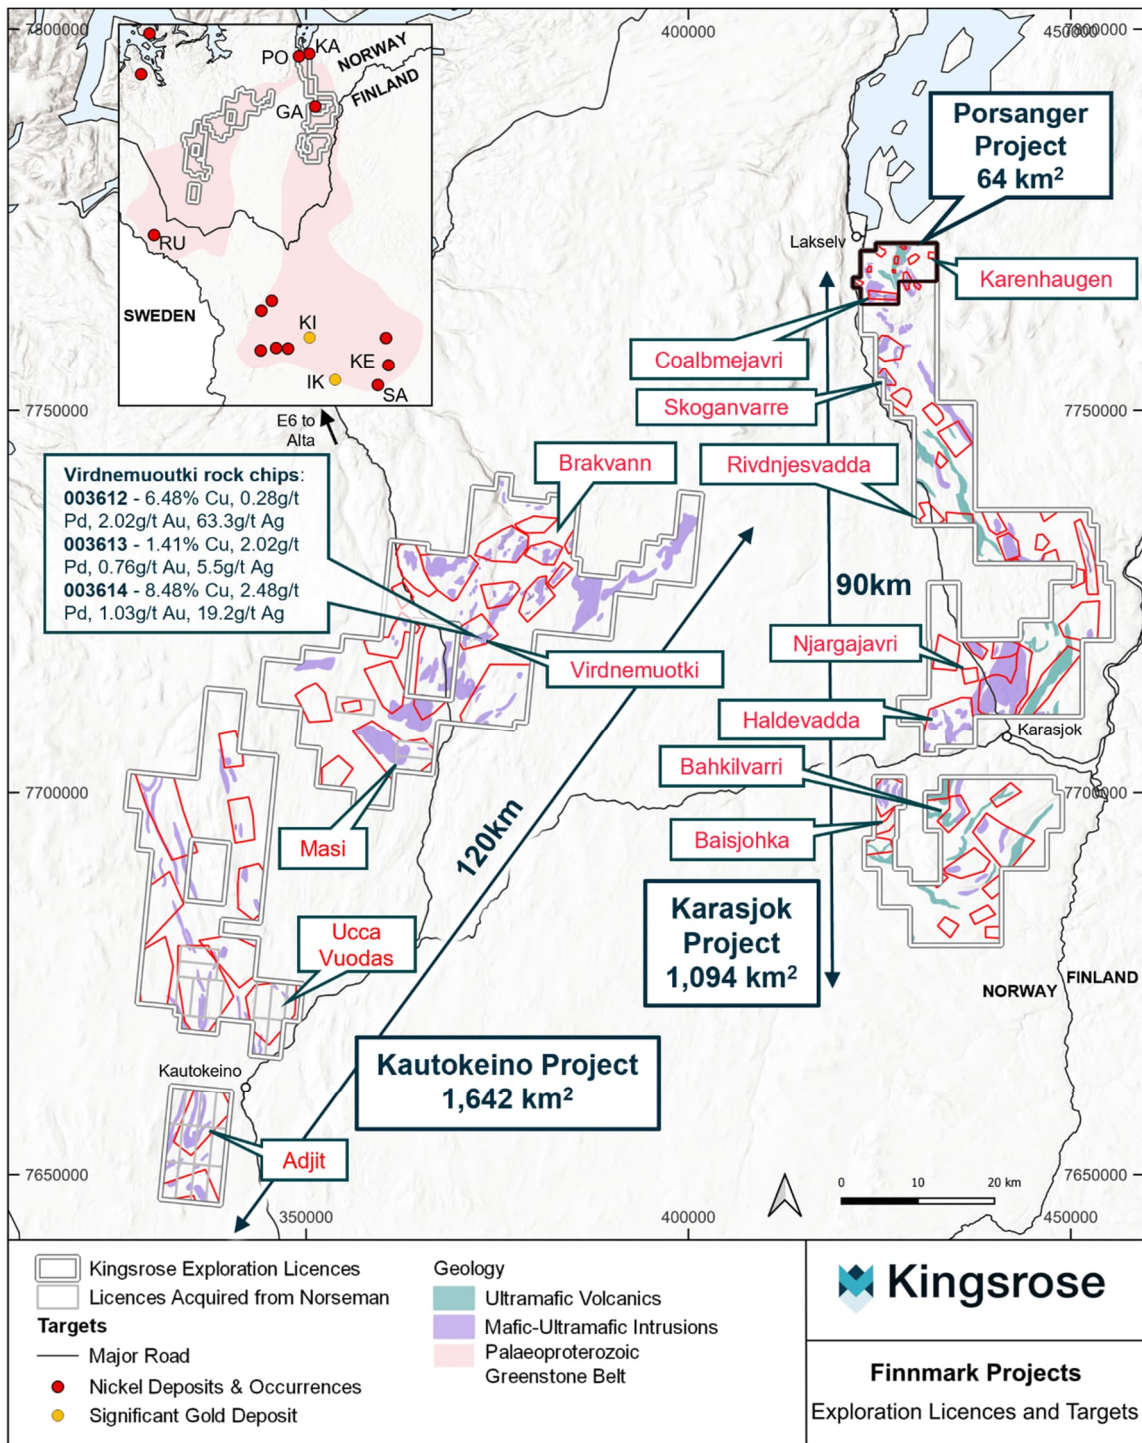 7800000
400000
450000
7800000
PO
KA
NORWAY
FINLAND
GA
RU
SWEDEN
KI
KE
IK
SA
E6 to
Alta
Porsanger
Project
64 km²
Lakselv
Karenhaugen
Coalbmejavri
Skoganvarre
7750000
7750000
Brakvann
Rivdnjesvadda
Virdnemuoutki rock chips:
003612 - 6.48% Cu, 0.28g/t
Pd, 2.02g/t Au, 63.3g/t Ag
003613 - 1.41% Cu, 2.02g/t
Pd, 0.76g/t Au, 5.5g/t Ag
003614 - 8.48% Cu, 2.48g/t
Pd, 1.03g/t Au, 19.2g/t Ag
90km
Njargajavri
Virdnemuotki
Haldevadda
Karasjok
Bahkilvarri
7700000
7700000
Masi
120km
Baisjohka
Karasjok
Project
1,094 km²
Ucca
Vuodas
NORWAY
FINLAND
Kautokeino Project
1,642 km²
Kautokeino
Adjit
7650000
7650000
0 10 20 km
350000
400000
450000
Kingsrose Exploration Licences
Licences Acquired from Norseman
Targets
Major Road
Nickel Deposits & Occurrences
Significant Gold Deposit
Geology
Ultramafic Volcanics
Mafic-Ultramafic Intrusions
Palaeoproterozoic
Greenstone Belt
Kingsrose
Finnmark Projects
Exploration Licences and Targets